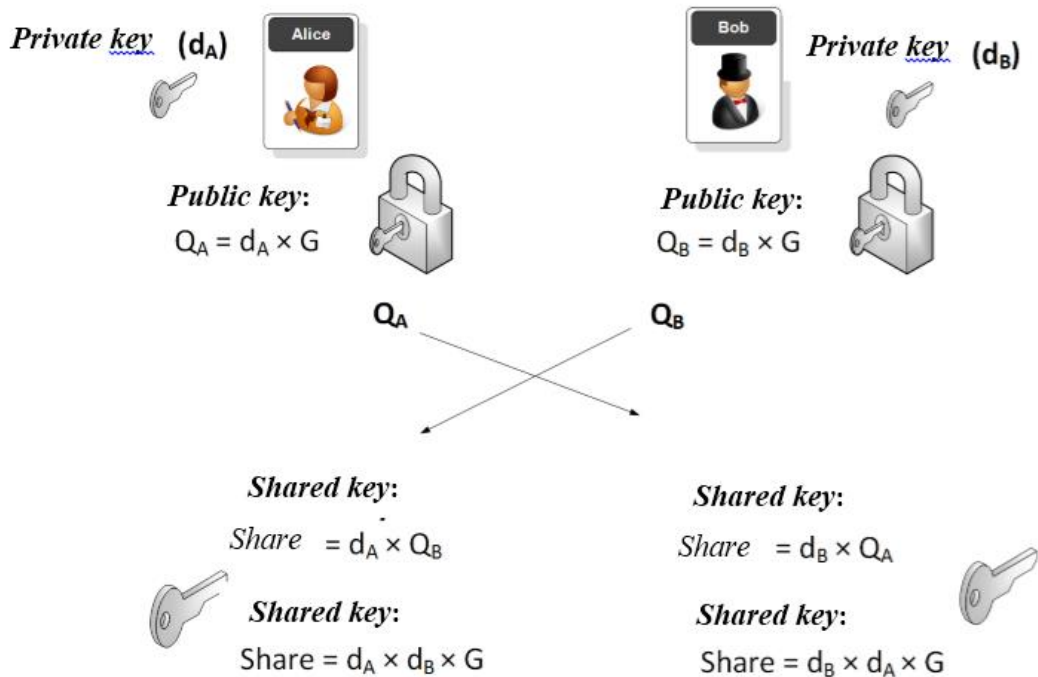 Private key (dA)
Alice
Public key:
QA = dA × G
Bob
Private key (dB)
Public key:
QB = dB × G
QA
QB
Shared key:
Share = dA × QB
Shared key:
Share = dA × dB × G
Shared key:
Share = dB × QA
Shared key:
Share = dB × dA × G